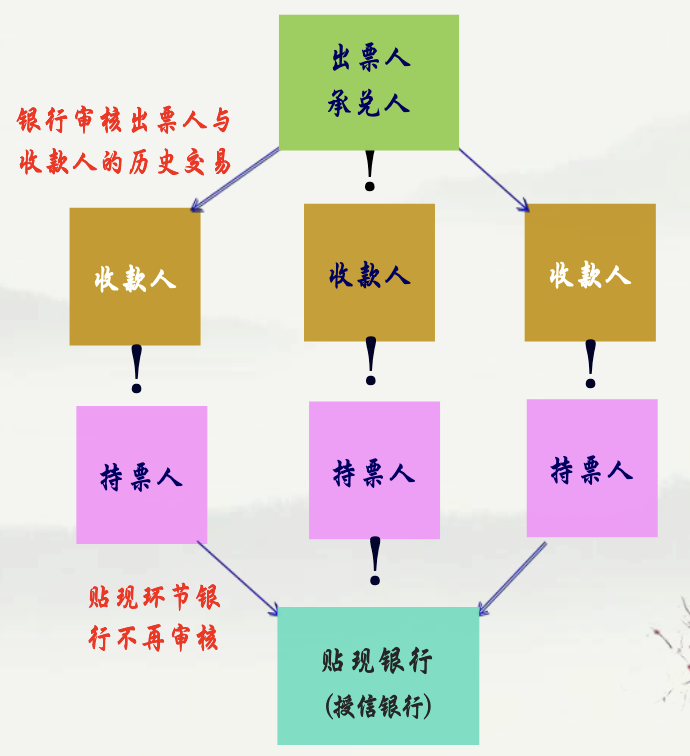 出票人
承兑人
银行审核出票人与
收款人的历史交易
!
收款人
收款人
收款人
!
!
!
持票人
持票人
持票人
!
贴现环节银
行不再审核
贴现银行
(授信银行)